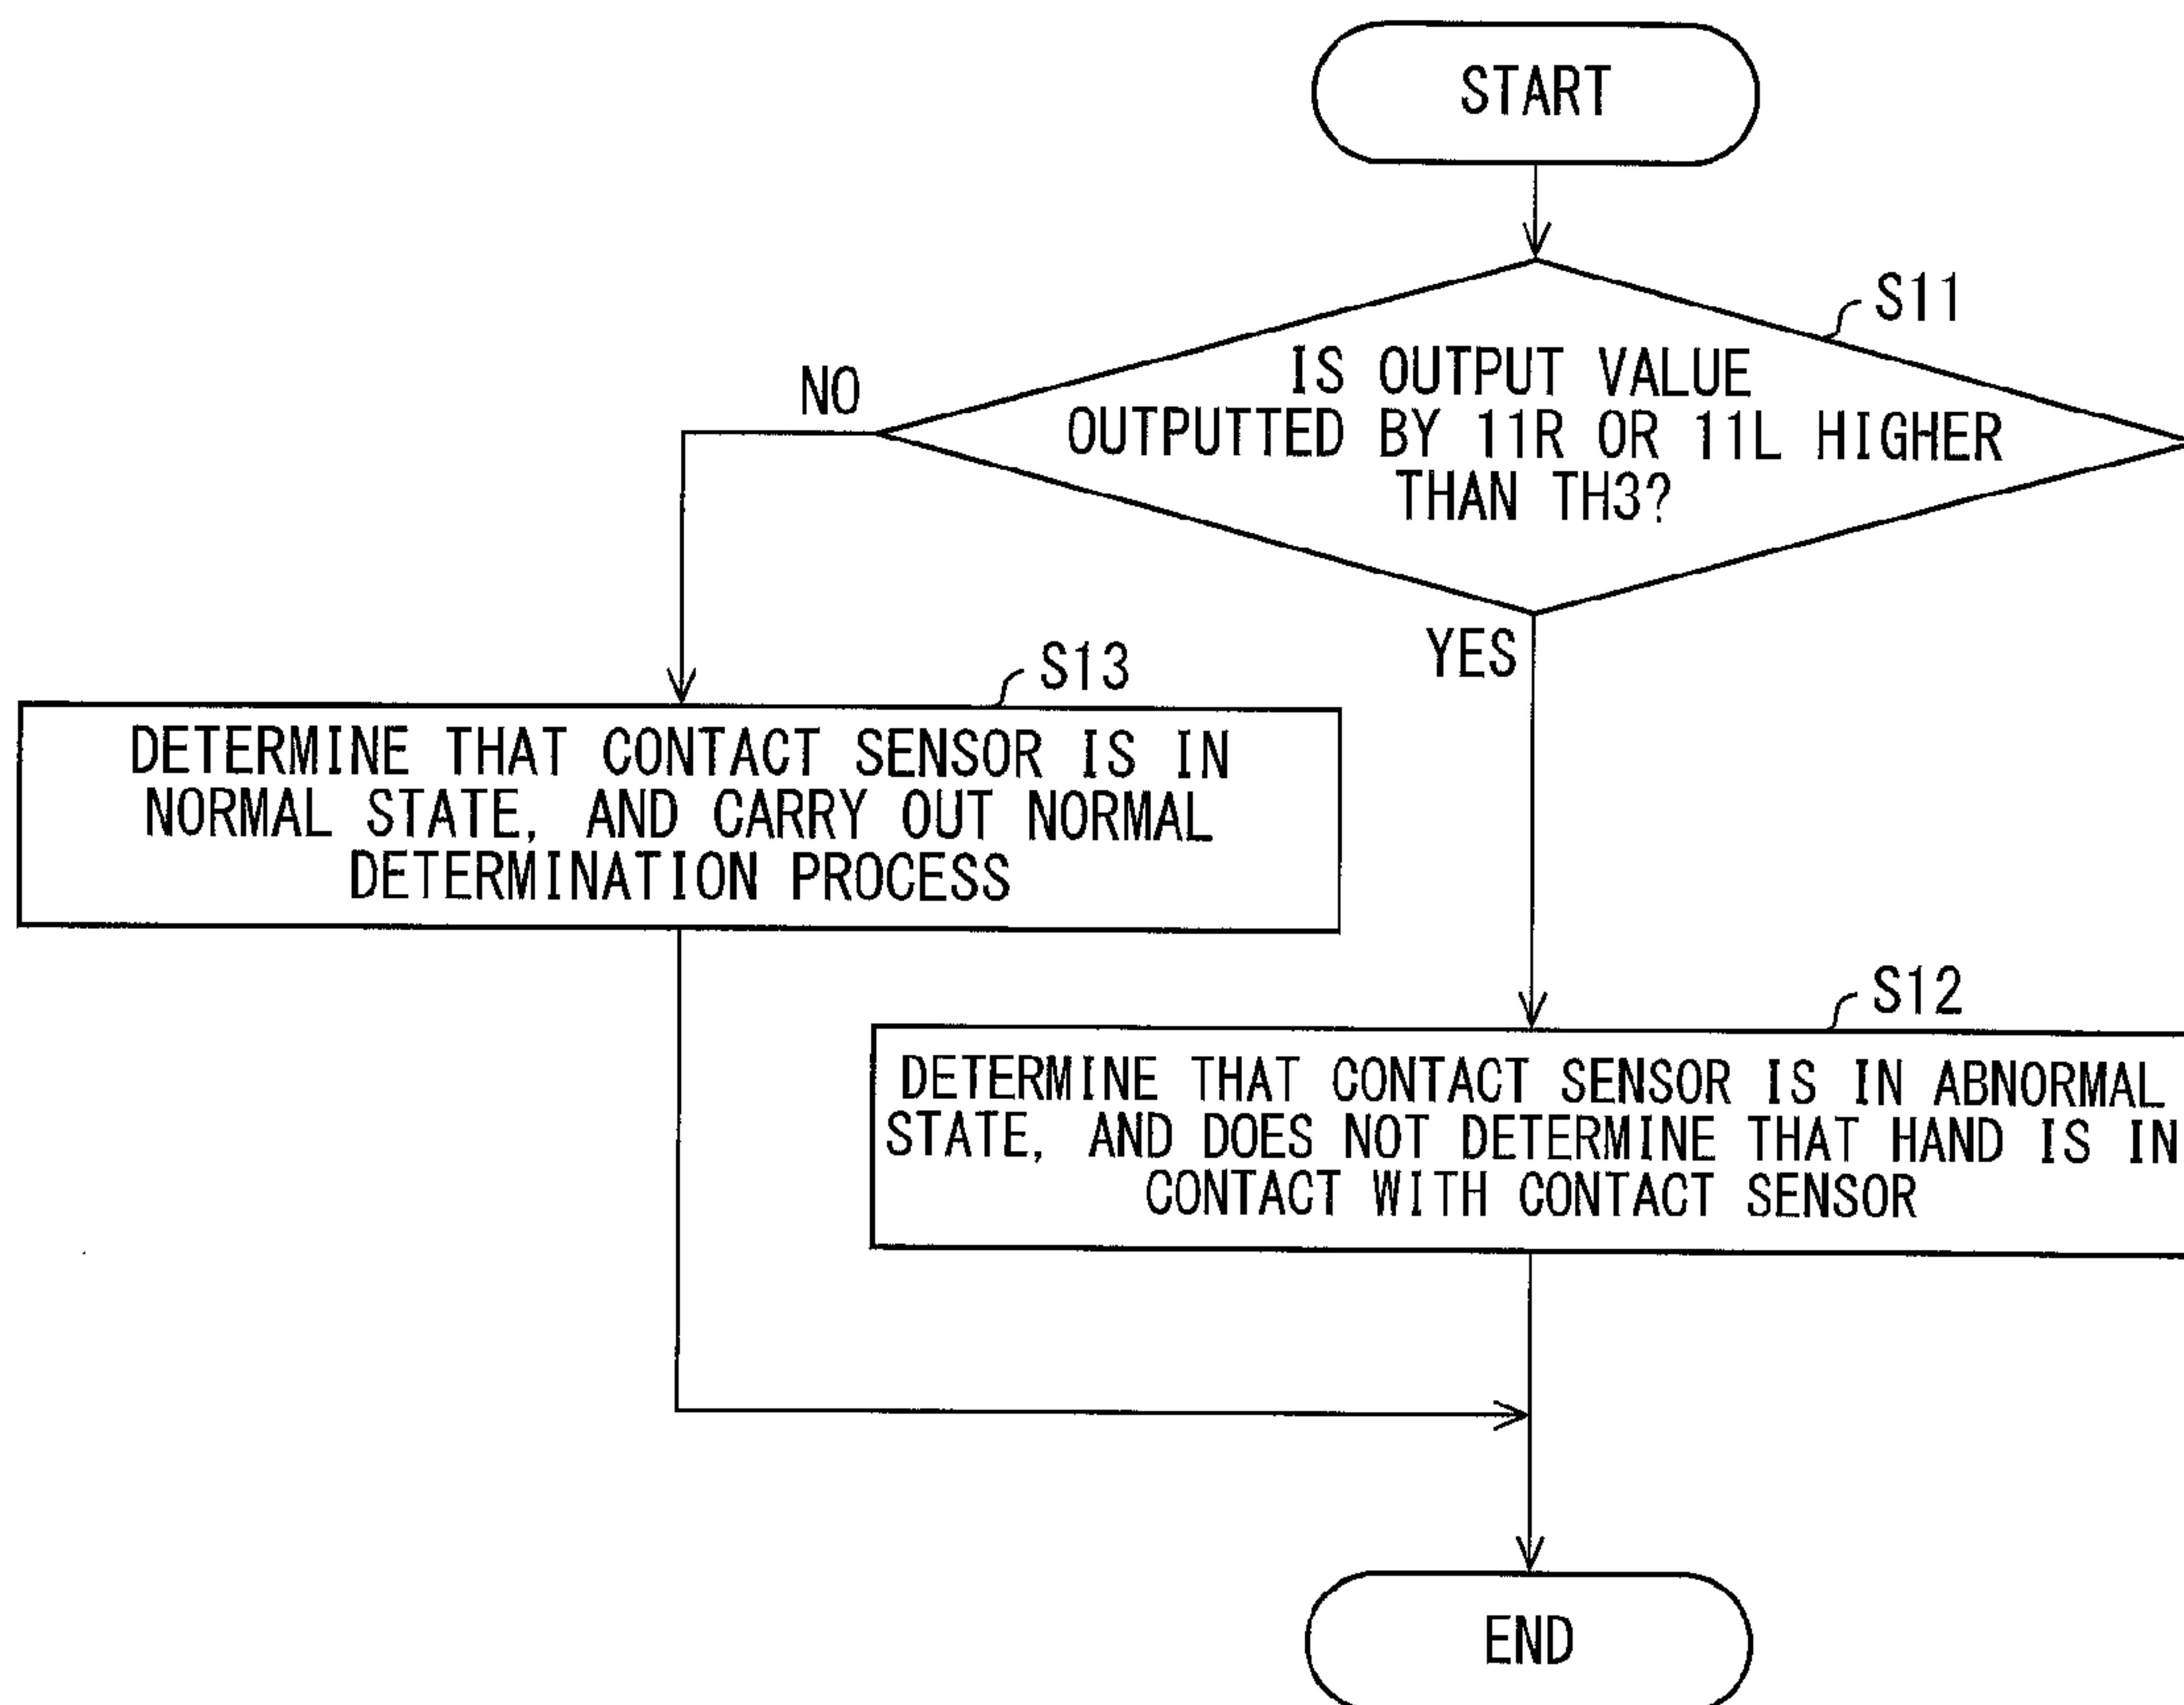 START
S11
IS OUTPUT VALUE
OUTPUTTED BY 11R OR 11L HIGHER
THAN TH3?
NO
YES
S13
DETERMINE THAT CONTACT SENSOR IS IN
NORMAL STATE, AND CARRY OUT NORMAL
DETERMINATION PROCESS
S12
DETERMINE THAT CONTACT SENSOR IS IN ABNORMAL
STATE, AND DOES NOT DETERMINE THAT HAND IS IN
CONTACT WITH CONTACT SENSOR
END